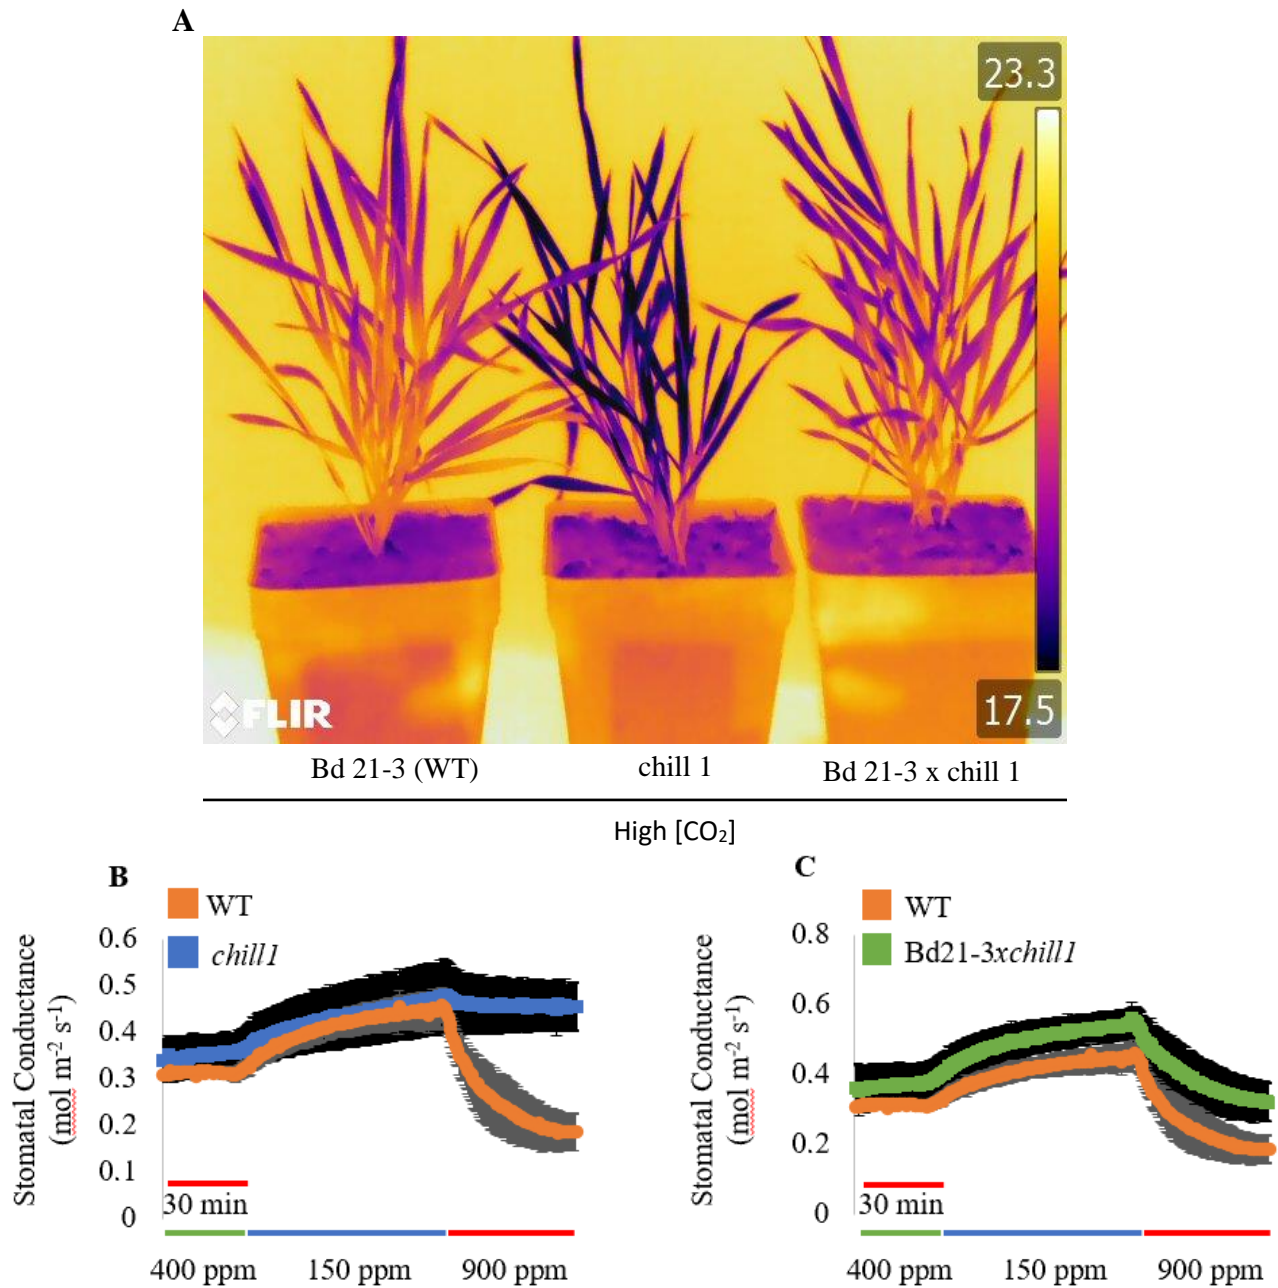 A
23.3
17.5
FLIR
Bd 21-3 (WT)
chill 1
Bd 21-3 x chill 1
High [CO₂]
B
WT
chill1
Stomatal Conductance
(mol m⁻² s⁻¹)
0.6
0.5
0.4
0.3
0.2
0.1
0
30 min
400 ppm
150 ppm
900 ppm
C
WT
Bd21-3xchill1
Stomatal Conductance
(mol m⁻² s⁻¹)
0.8
0.6
0.4
0.2
0
30 min
400 ppm
150 ppm
900 ppm